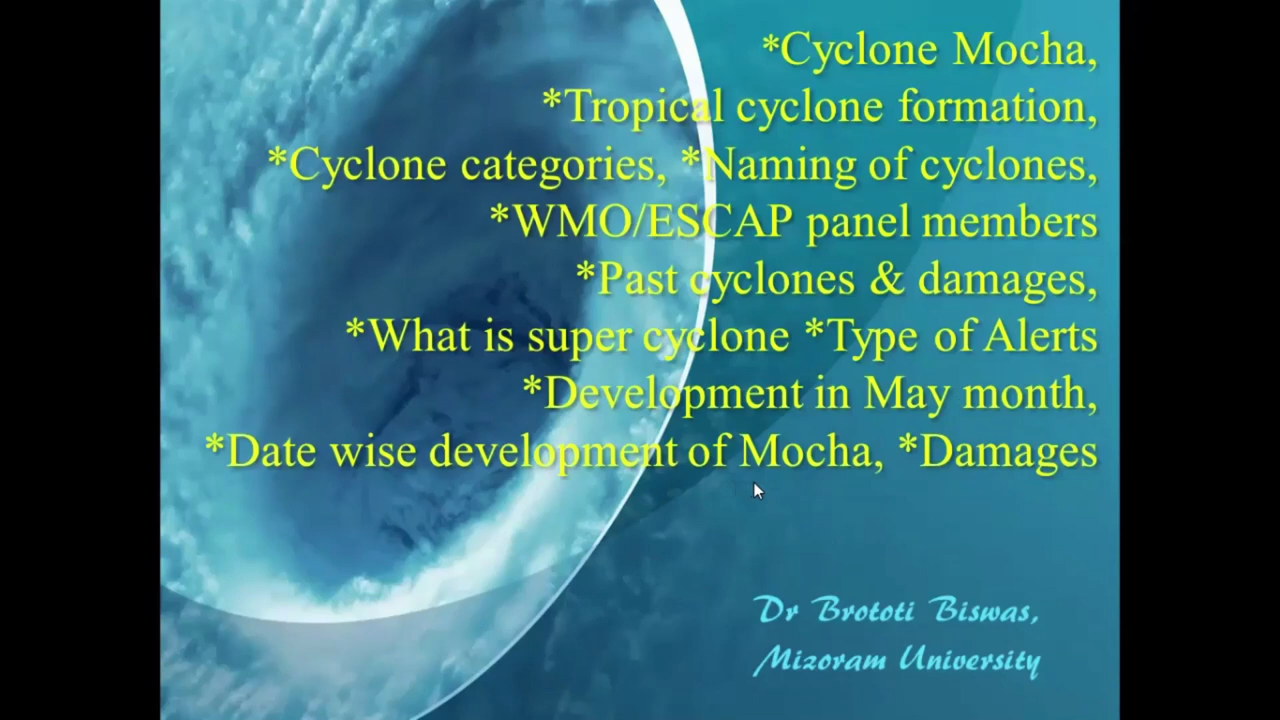 *Cyclone Mocha,
*Tropical cyclone formation,
*Cyclone categories, *Naming of cyclones,
*WMO/ESCAP panel members
*Past cyclones & damages,
*What is super cyclone *Type of Alerts
*Development in May month,
*Date wise development of Mocha, *Damages
Dr Brototi Biswas,
Mizoram University